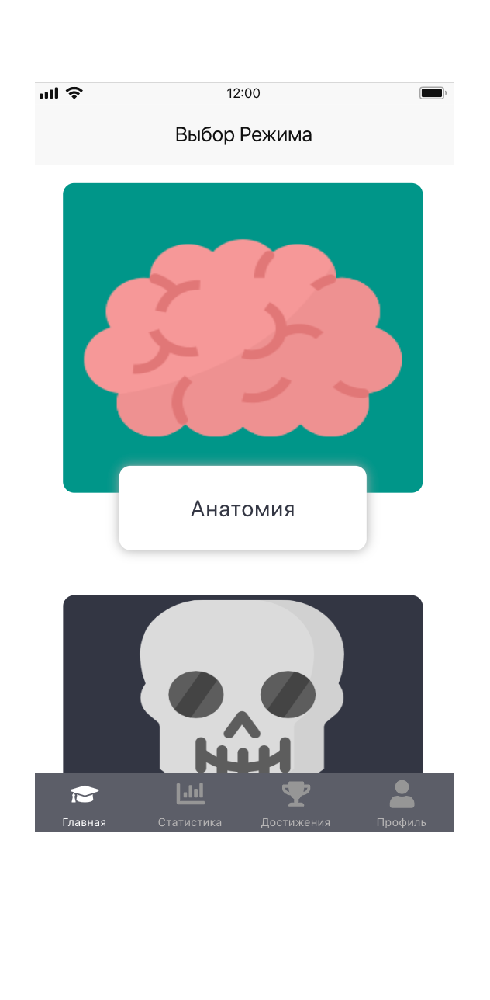 12:00
Выбор Режима
Анатомия
Главная Статистика Достижения Профиль